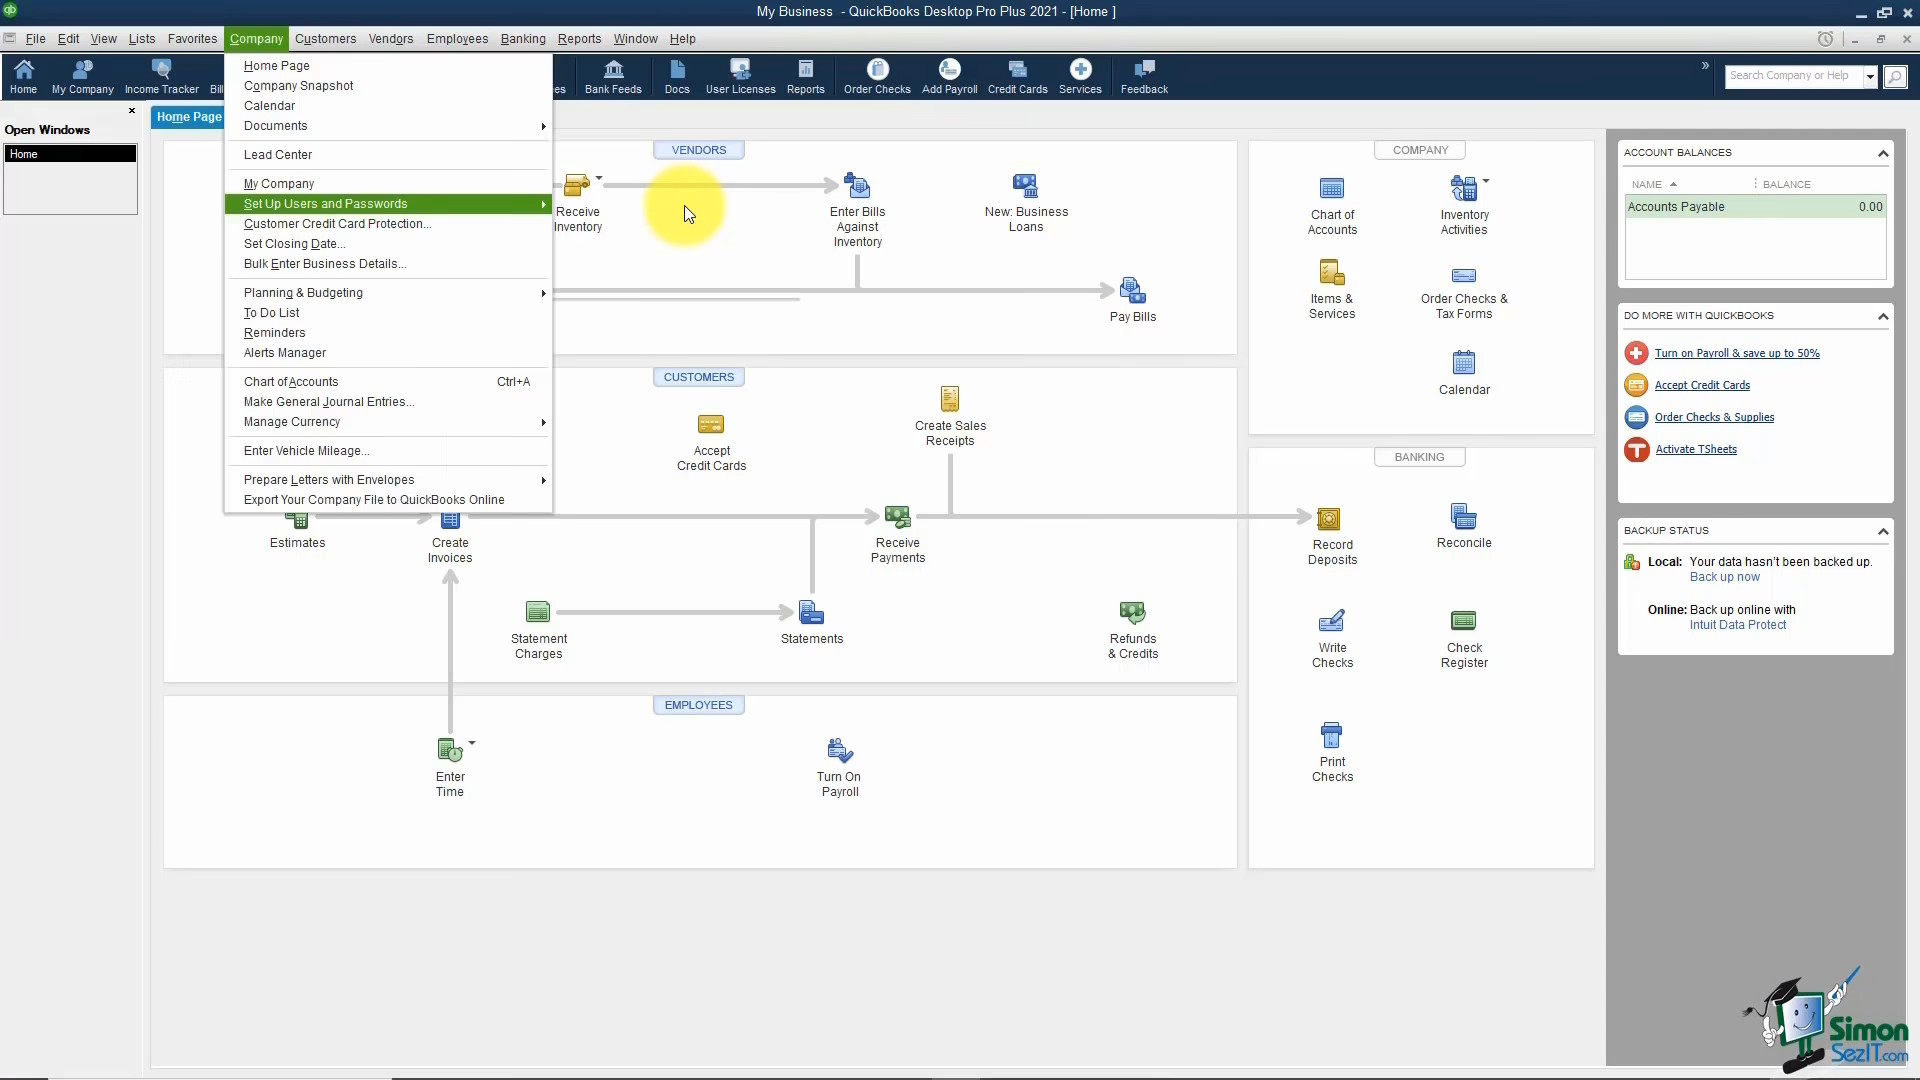 qb
My Business - QuickBooks Desktop Pro Plus 2021 - [Home ]
File Edit View Lists Favorites Company Customers Vendors Employees Banking Reports Window Help
Home My Company Income Tracker Bil es Bank Feeds Docs User Licenses Reports Order Checks Add Payroll Credit Cards Services Feedback
Search Company or Help
Open Windows
Home
Home Page
Home Page
Company Snapshot
Calendar
Documents
Lead Center
My Company
Set Up Users and Passwords
Customer Credit Card Protection...
Set Closing Date...
Bulk Enter Business Details...
Planning & Budgeting
To Do List
Reminders
Alerts Manager
Chart of Accounts Ctrl+A
Make General Journal Entries...
Manage Currency
Enter Vehicle Mileage...
Prepare Letters with Envelopes
Export Your Company File to QuickBooks Online
VENDORS
Receive
Inventory
Enter Bills
Against
Inventory
New: Business
Loans
Pay Bills
CUSTOMERS
Accept
Credit Cards
Create Sales
Receipts
Estimates
Create
Invoices
Receive
Payments
Statement
Charges
Statements
Refunds
& Credits
EMPLOYEES
Enter
Time
Turn On
Payroll
COMPANY
Chart of
Accounts
Inventory
Activities
Items &
Services
Order Checks &
Tax Forms
Calendar
BANKING
Record
Deposits
Reconcile
Write
Checks
Check
Register
Print
Checks
ACCOUNT BALANCES
NAME BALANCE
Accounts Payable 0.00
DO MORE WITH QUICKBOOKS
Turn on Payroll & save up to 50%
Accept Credit Cards
Order Checks & Supplies
Activate TSheets
BACKUP STATUS
Local: Your data hasn't been backed up.
Back up now
Online: Back up online with
Intuit Data Protect
Simon
SezIT.com